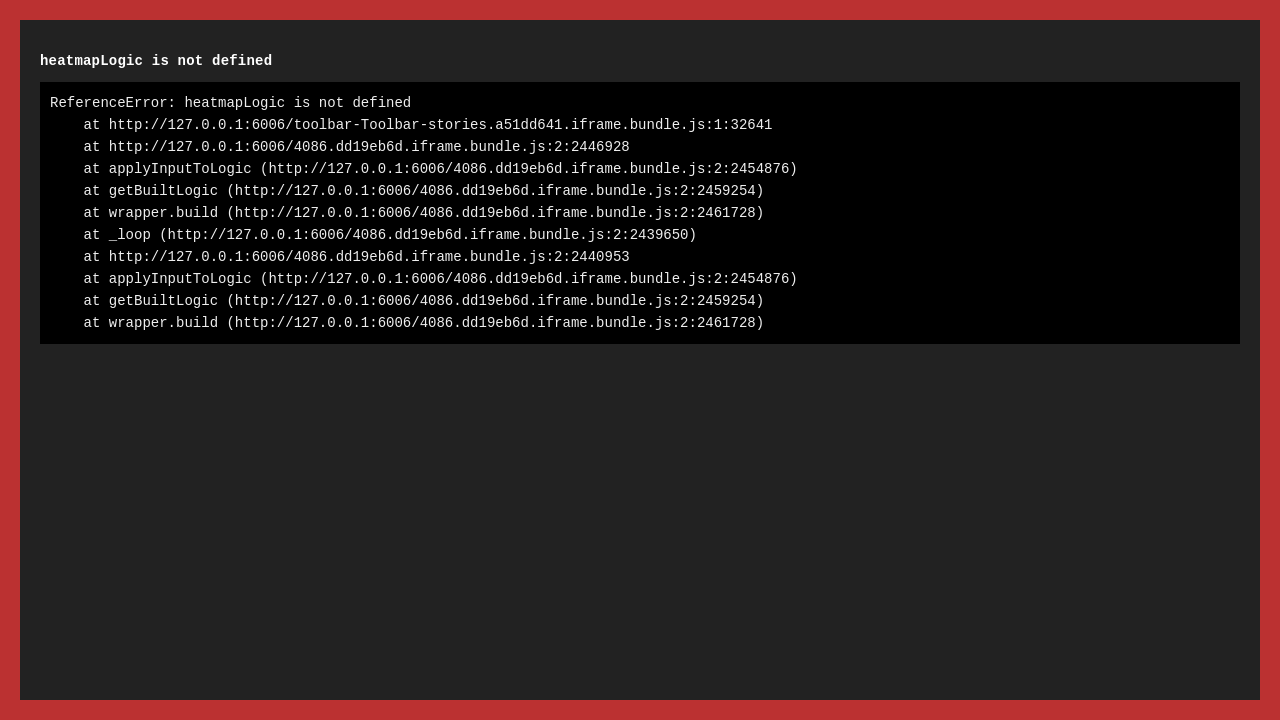 heatmapLogic is not defined
ReferenceError: heatmapLogic is not defined
    at http://127.0.0.1:6006/toolbar-Toolbar-stories.a51dd641.iframe.bundle.js:1:32641
    at http://127.0.0.1:6006/4086.dd19eb6d.iframe.bundle.js:2:2446928
    at applyInputToLogic (http://127.0.0.1:6006/4086.dd19eb6d.iframe.bundle.js:2:2454876)
    at getBuiltLogic (http://127.0.0.1:6006/4086.dd19eb6d.iframe.bundle.js:2:2459254)
    at wrapper.build (http://127.0.0.1:6006/4086.dd19eb6d.iframe.bundle.js:2:2461728)
    at _loop (http://127.0.0.1:6006/4086.dd19eb6d.iframe.bundle.js:2:2439650)
    at http://127.0.0.1:6006/4086.dd19eb6d.iframe.bundle.js:2:2440953
    at applyInputToLogic (http://127.0.0.1:6006/4086.dd19eb6d.iframe.bundle.js:2:2454876)
    at getBuiltLogic (http://127.0.0.1:6006/4086.dd19eb6d.iframe.bundle.js:2:2459254)
    at wrapper.build (http://127.0.0.1:6006/4086.dd19eb6d.iframe.bundle.js:2:2461728)